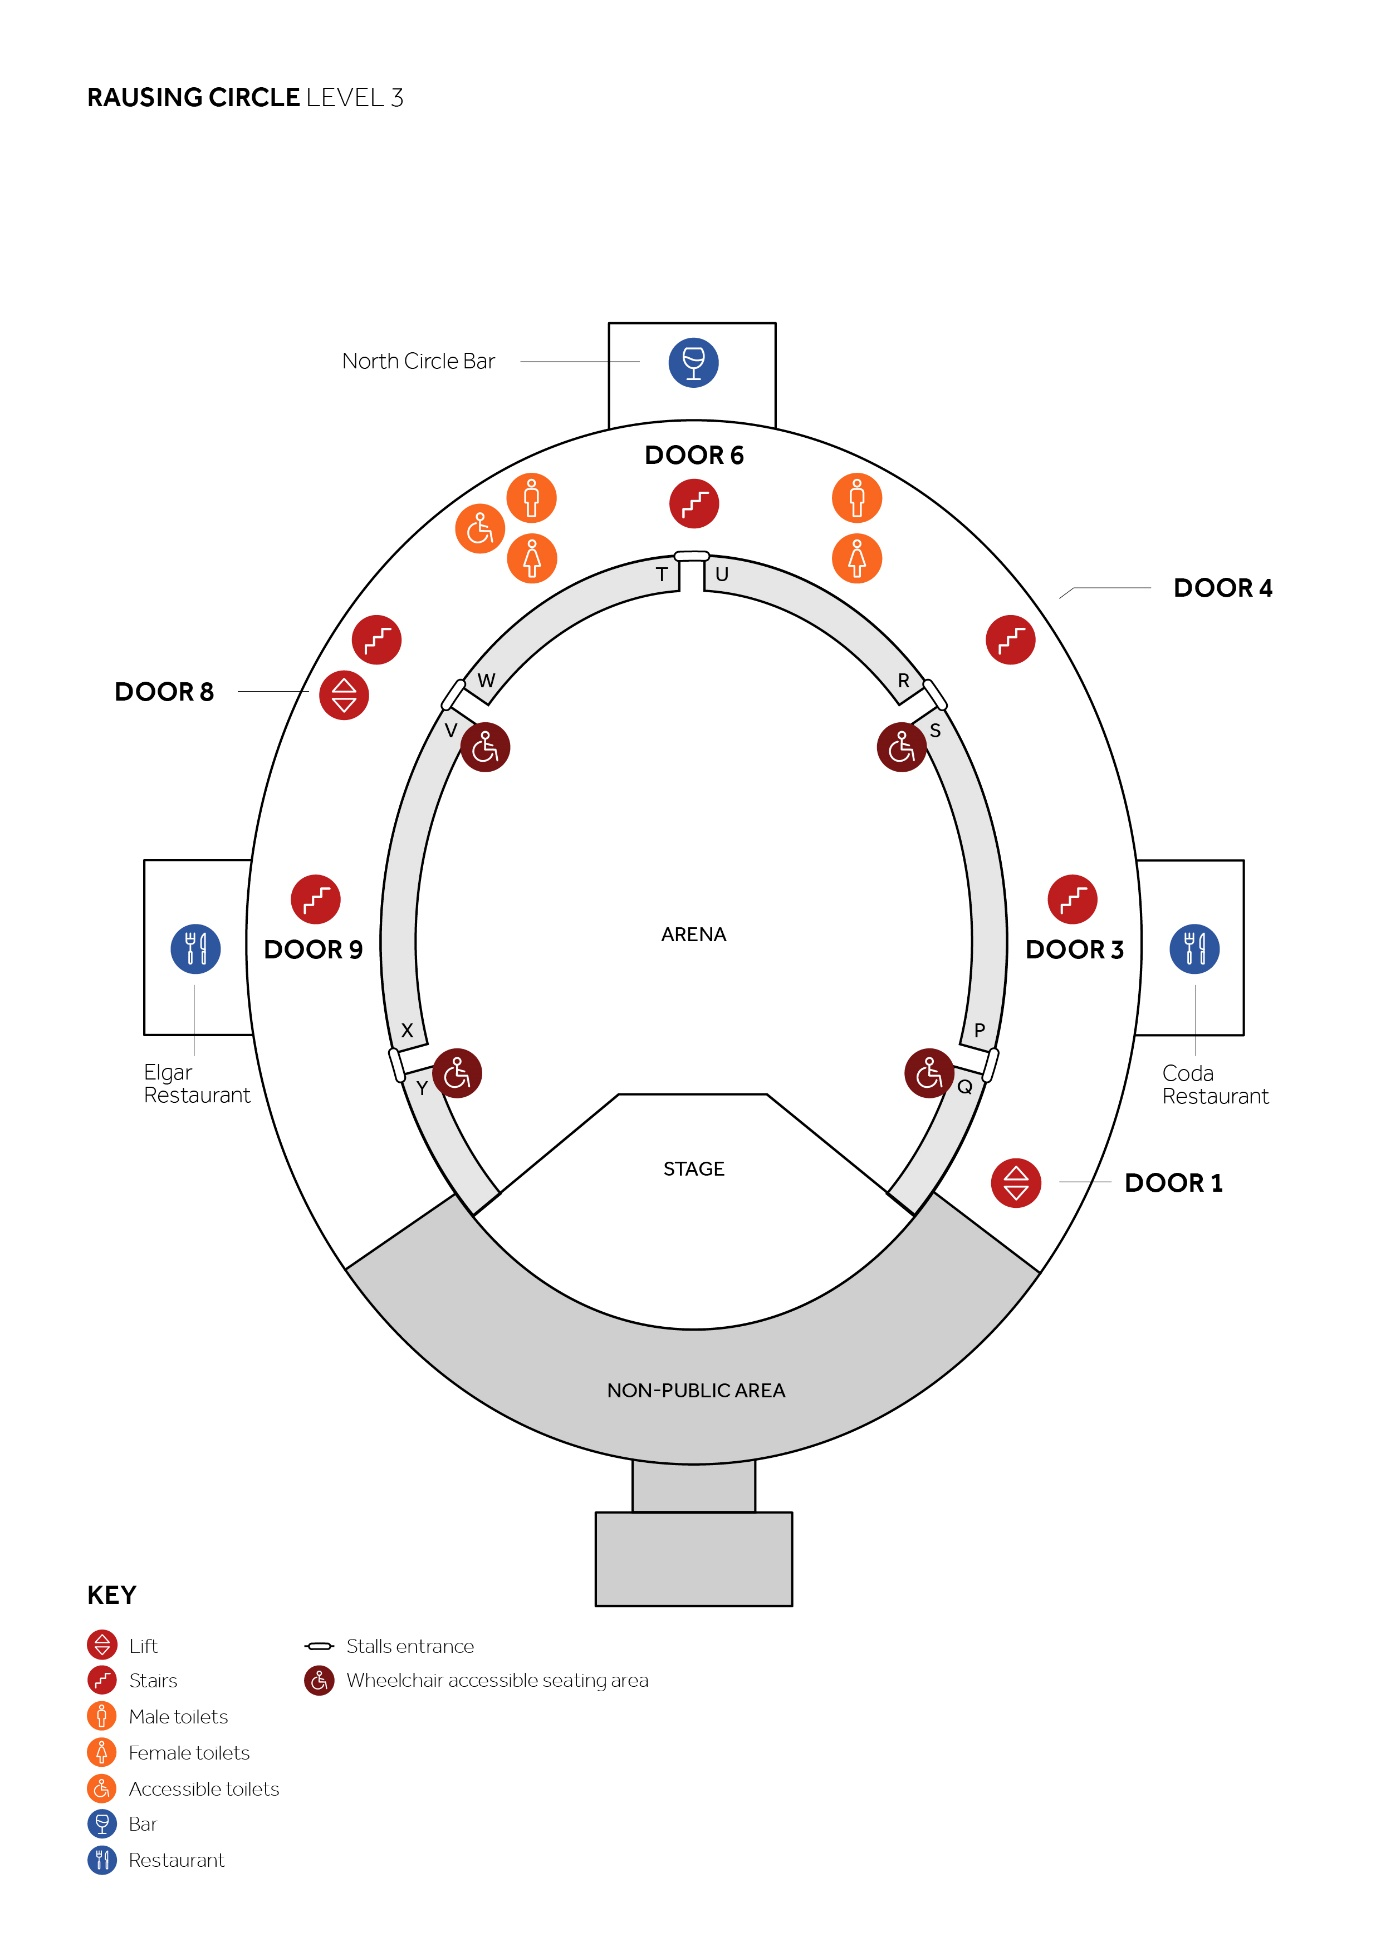 RAUSING CIRCLE LEVEL 3
North Circle Bar
DOOR 6
DOOR 4
T U
W R
DOOR 8
V S
ARENA
DOOR 9
DOOR 3
X P
Elgar
Restaurant
Coda
Restaurant
Y Q
STAGE
DOOR 1
NON-PUBLIC AREA
KEY
Lift
Stairs
Male toilets
Female toilets
Accessible toilets
Bar
Restaurant
Stalls entrance
Wheelchair accessible seating area